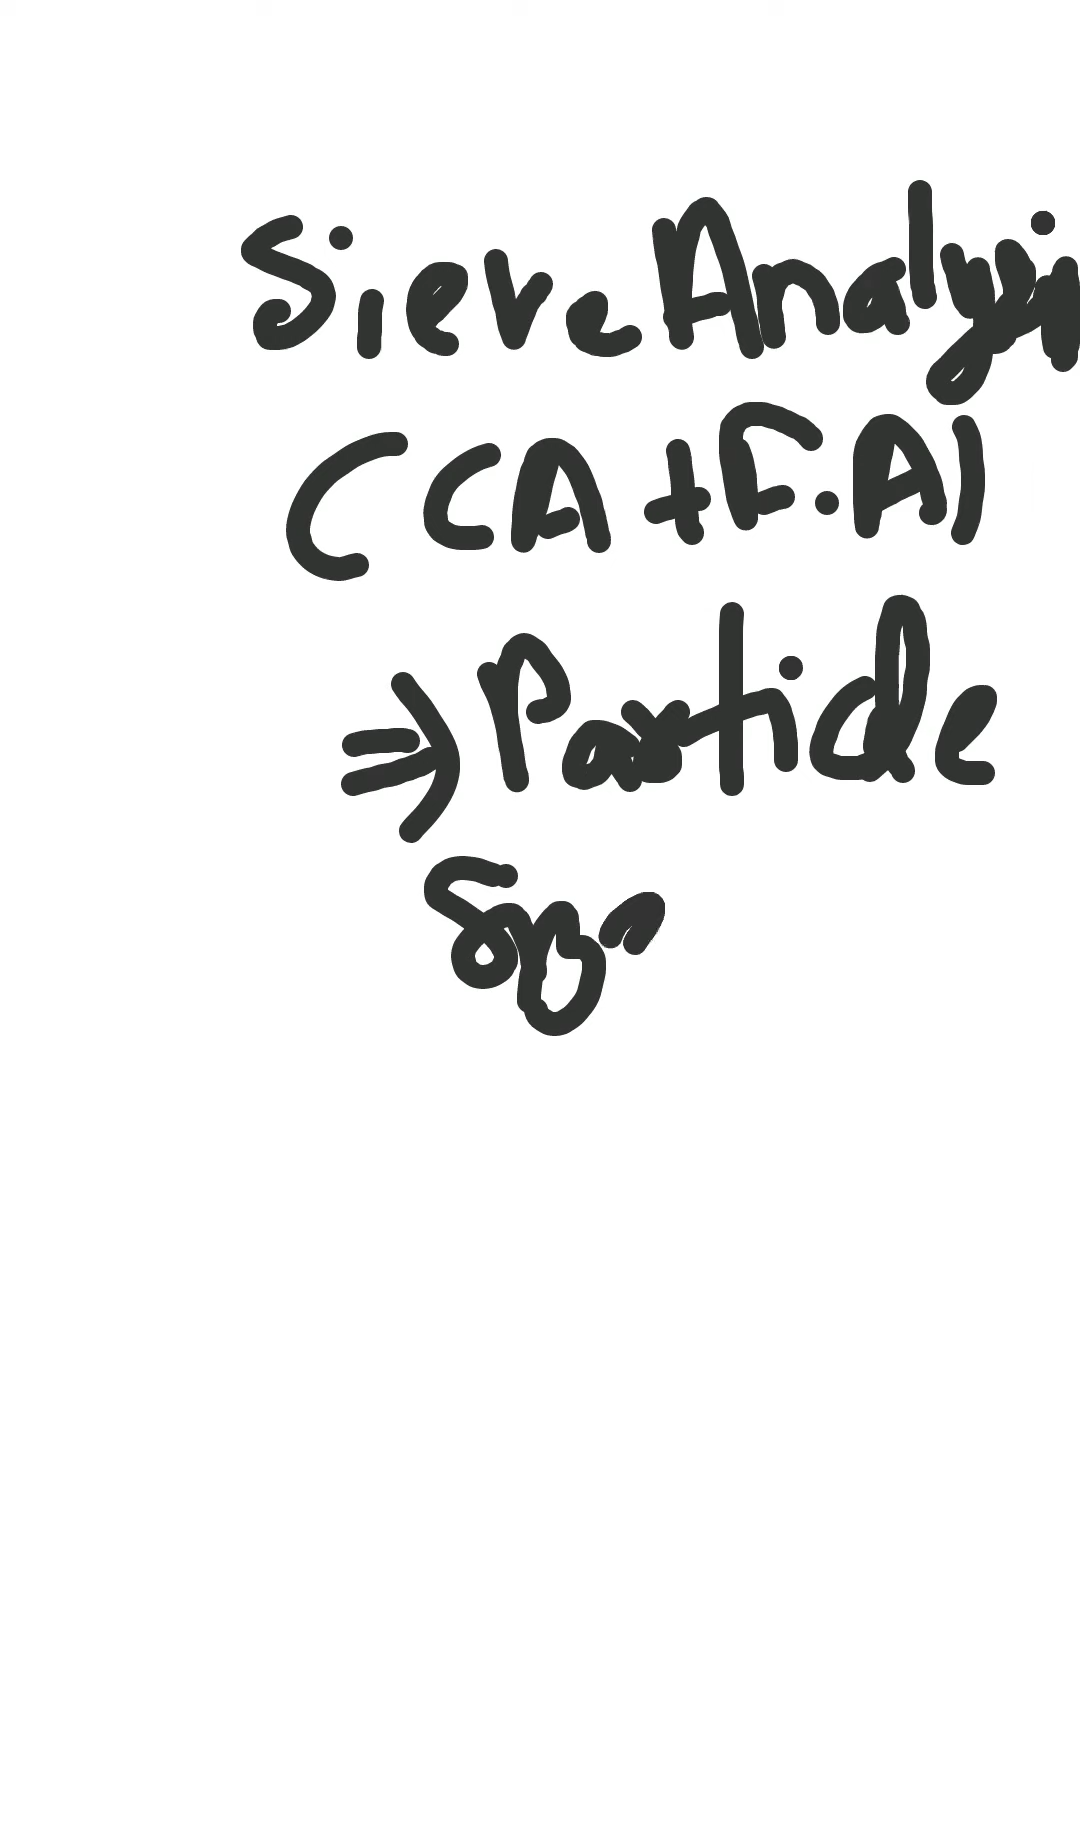 Sieve Analysis
(CA + F.A)
⇒ Particle